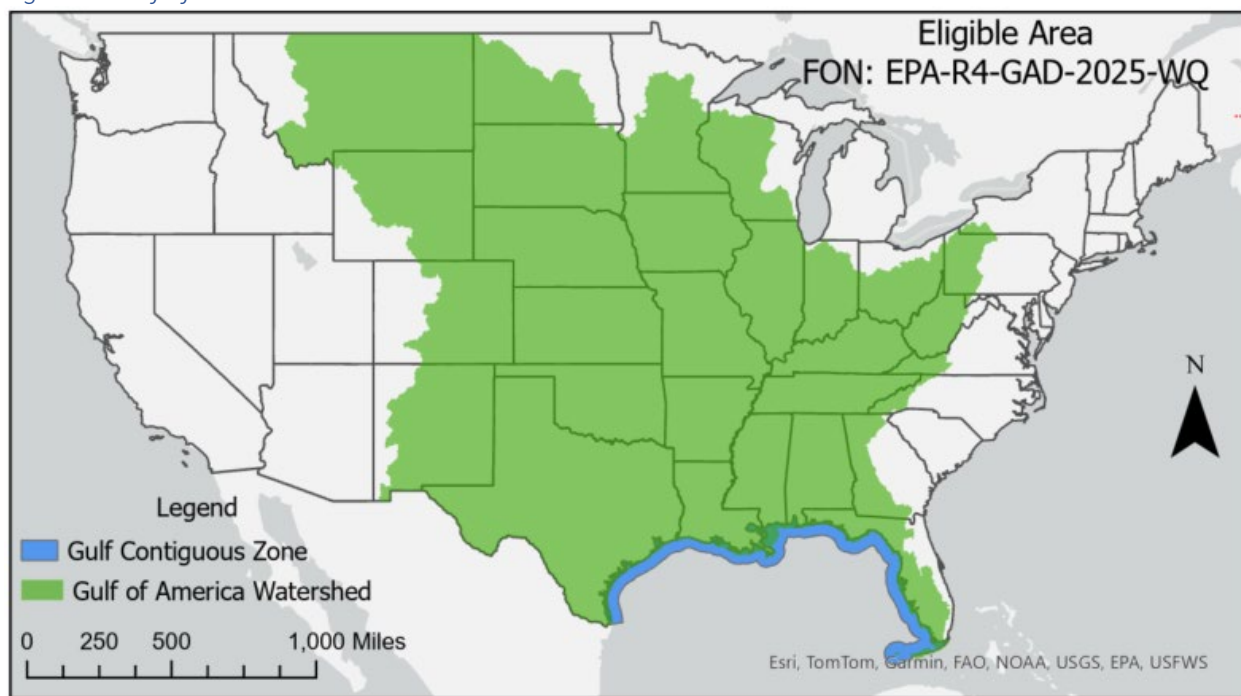 Eligible Area
FON: EPA-R4-GAD-2025-WQ
N
Legend
Gulf Contiguous Zone
Gulf of America Watershed
0 250 500 1,000 Miles
Esri, TomTom, Garmin, FAO, NOAA, USGS, EPA, USFWS